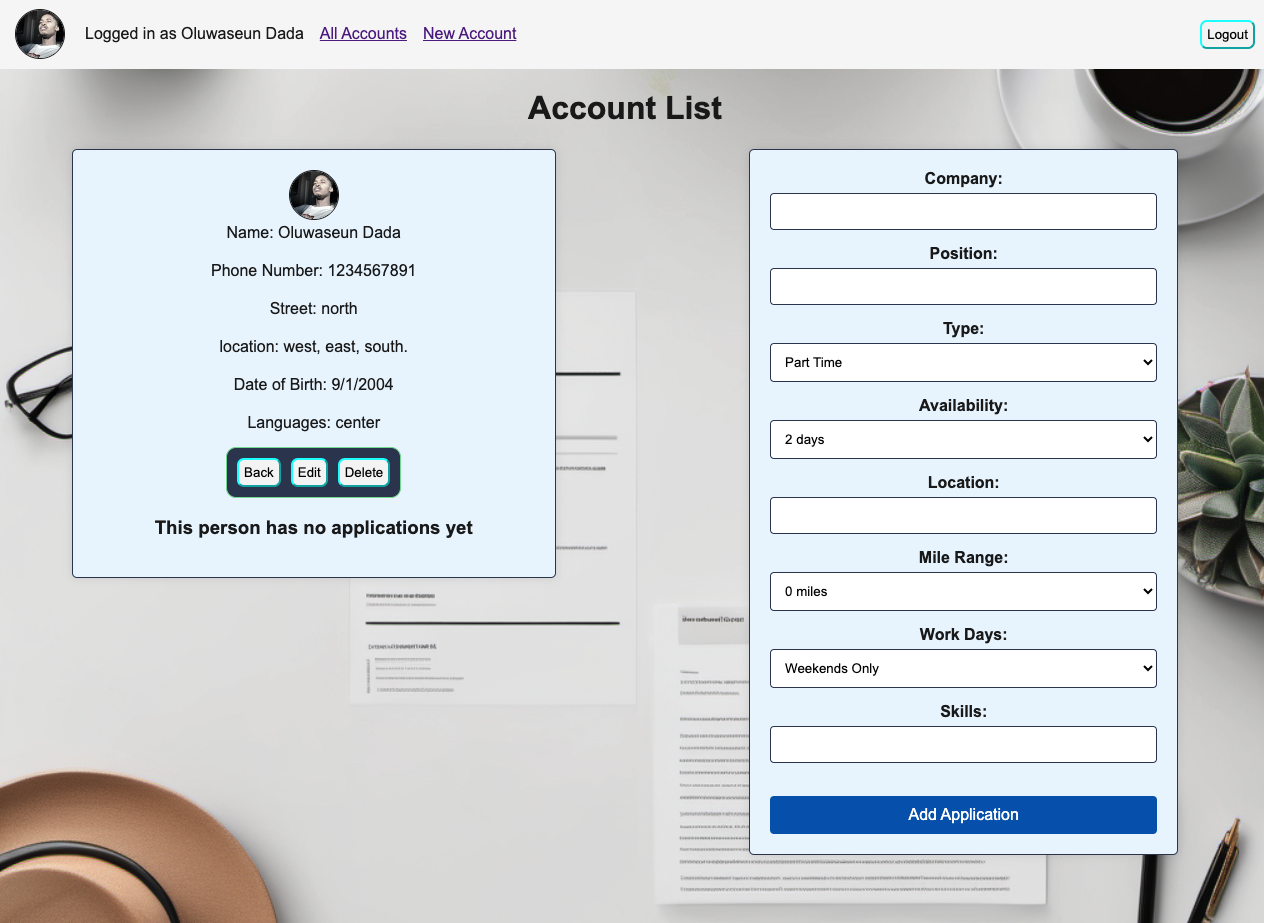 Logged in as Oluwaseun Dada All Accounts New Account Logout
Account List
Name: Oluwaseun Dada
Phone Number: 1234567891
Street: north
location: west, east, south.
Date of Birth: 9/1/2004
Languages: center
Back Edit Delete
This person has no applications yet
Company:
Position:
Type:
Part Time
Availability:
2 days
Location:
Mile Range:
0 miles
Work Days:
Weekends Only
Skills:
Add Application